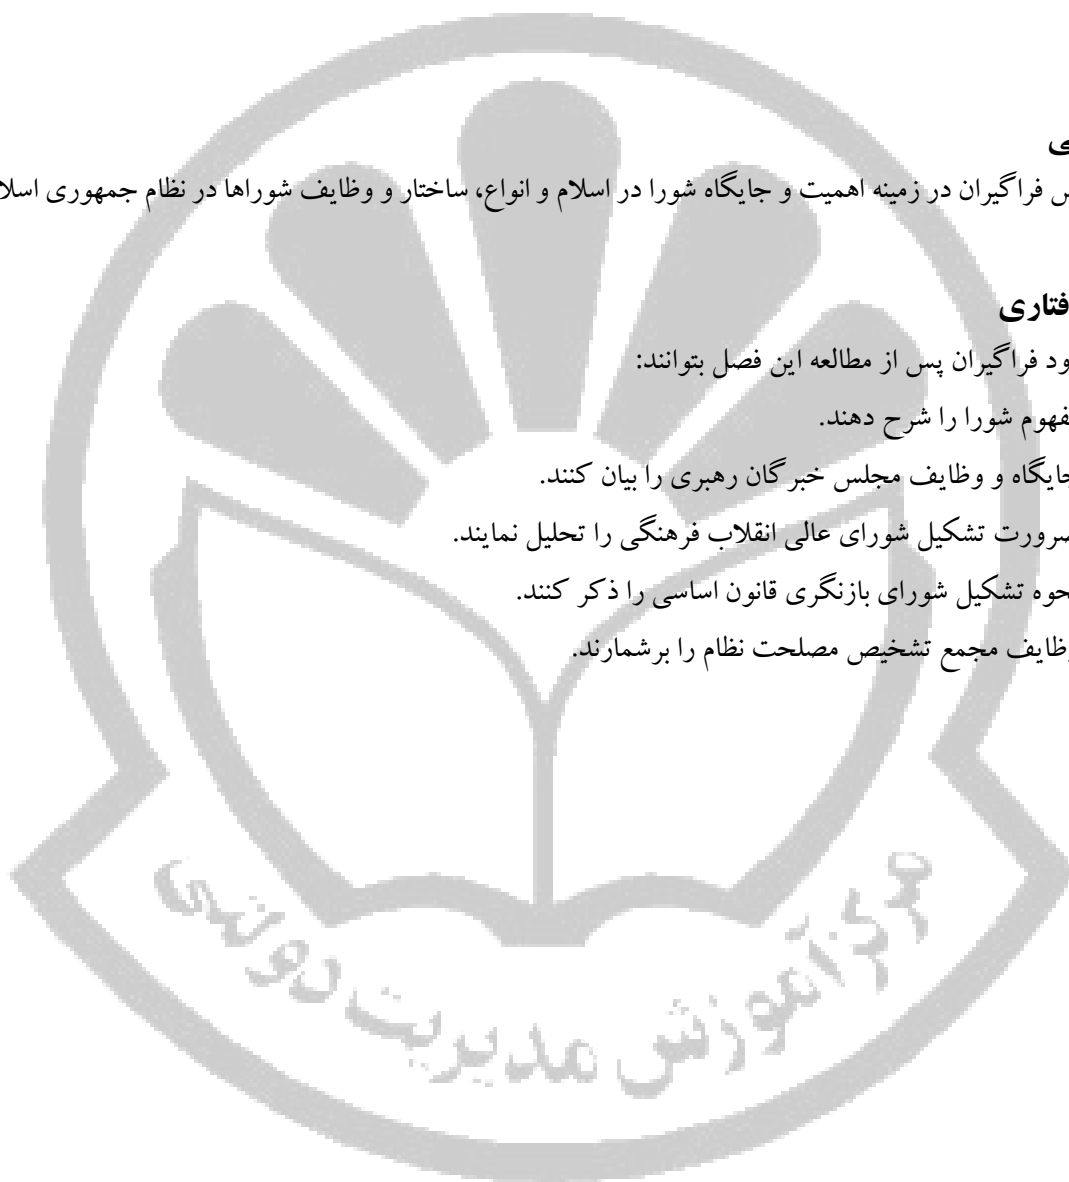 ی
س فراگیران در زمینه اهمیت و جایگاه شورا در اسلام و انواع، ساختار و وظایف شوراها در نظام جمهوری اسلا
فتاری
ود فراگیران پس از مطالعه این فصل بتوانند:
فهوم شورا را شرح دهند.
جایگاه و وظایف مجلس خبرگان رهبری را بیان کنند.
ضرورت تشکیل شورای عالی انقلاب فرهنگی را تحلیل نمایند.
حوه تشکیل شورای بازنگری قانون اساسی را ذکر کنند.
وظایف مجمع تشخیص مصلحت نظام را برشمارند.
مرکز آموزش مدیریت دولتی